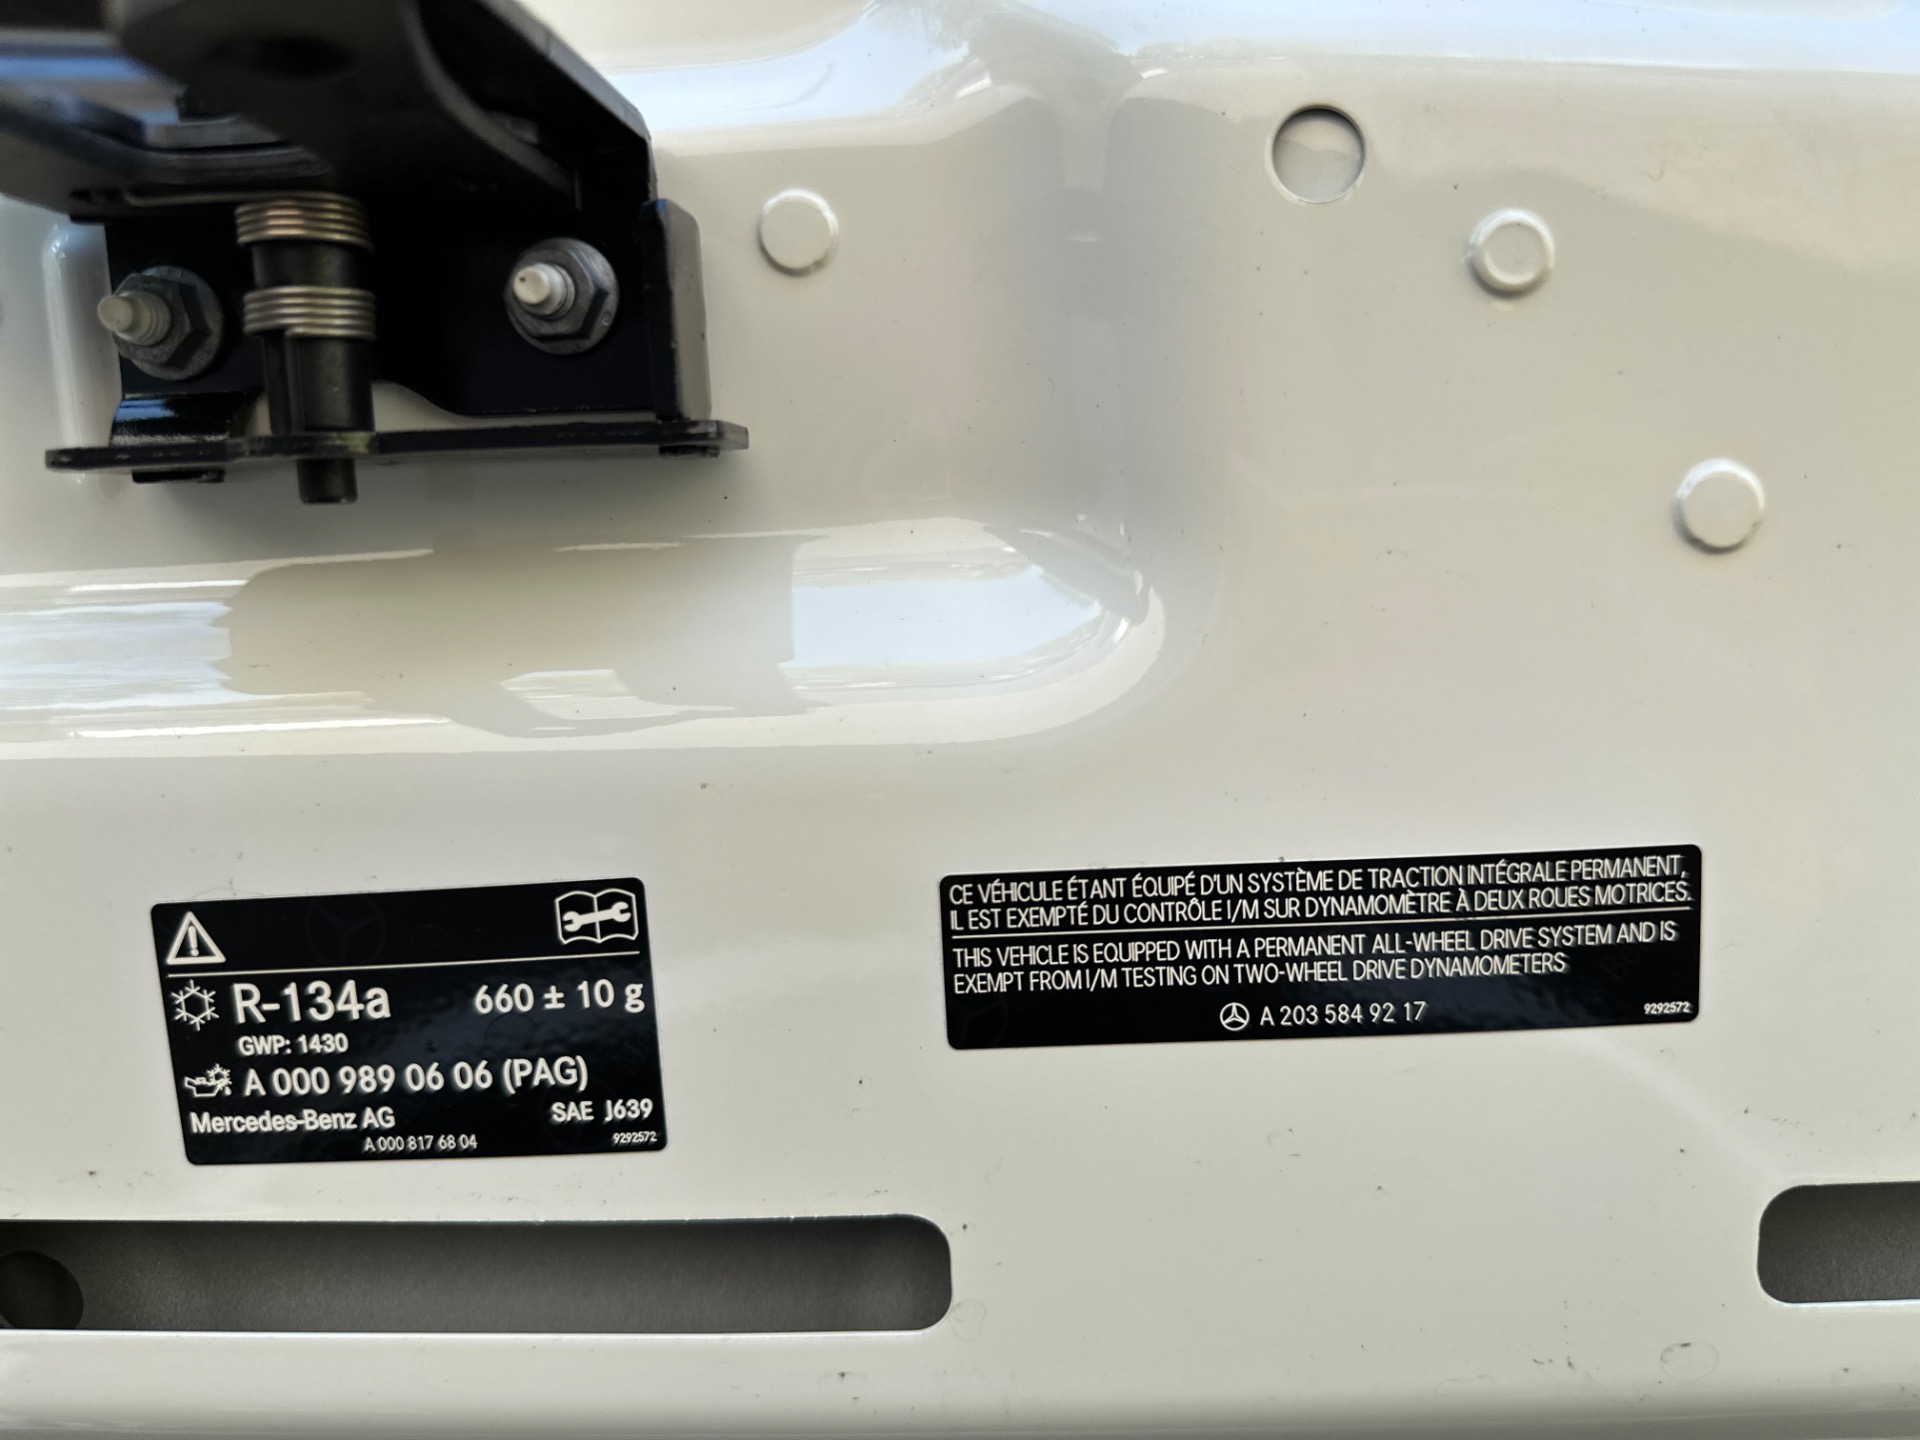 R-134a 660 ± 10 g
GWP: 1430
A 000 989 06 06 (PAG)
Mercedes-Benz AG SAE J639
A 000 817 68 04 9292572
CE VÉHICULE ÉTANT ÉQUIPÉ D'UN SYSTÈME DE TRACTION INTÉGRALE PERMANENT,
IL EST EXEMPTÉ DU CONTRÔLE I/M SUR DYNAMOMÈTRE À DEUX ROUES MOTRICES.
THIS VEHICLE IS EQUIPPED WITH A PERMANENT ALL-WHEEL DRIVE SYSTEM AND IS
EXEMPT FROM I/M TESTING ON TWO-WHEEL DRIVE DYNAMOMETERS
A 203 584 92 17 9292572